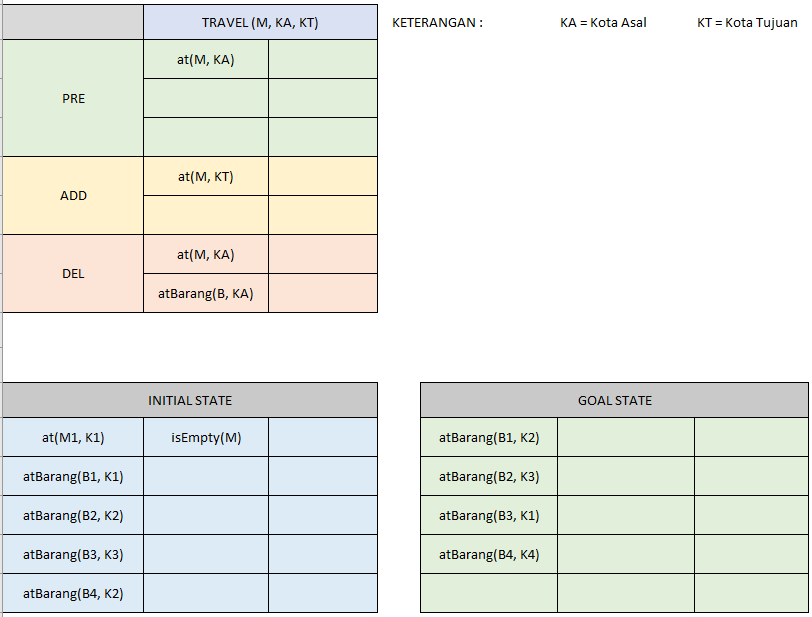 TRAVEL (M, KA, KT)
KETERANGAN : KA = Kota Asal KT = Kota Tujuan
PRE
at(M, KA)
ADD
at(M, KT)
DEL
at(M, KA)
atBarang(B, KA)
INITIAL STATE
at(M1, K1) isEmpty(M)
atBarang(B1, K1)
atBarang(B2, K2)
atBarang(B3, K3)
atBarang(B4, K2)
GOAL STATE
atBarang(B1, K2)
atBarang(B2, K3)
atBarang(B3, K1)
atBarang(B4, K4)